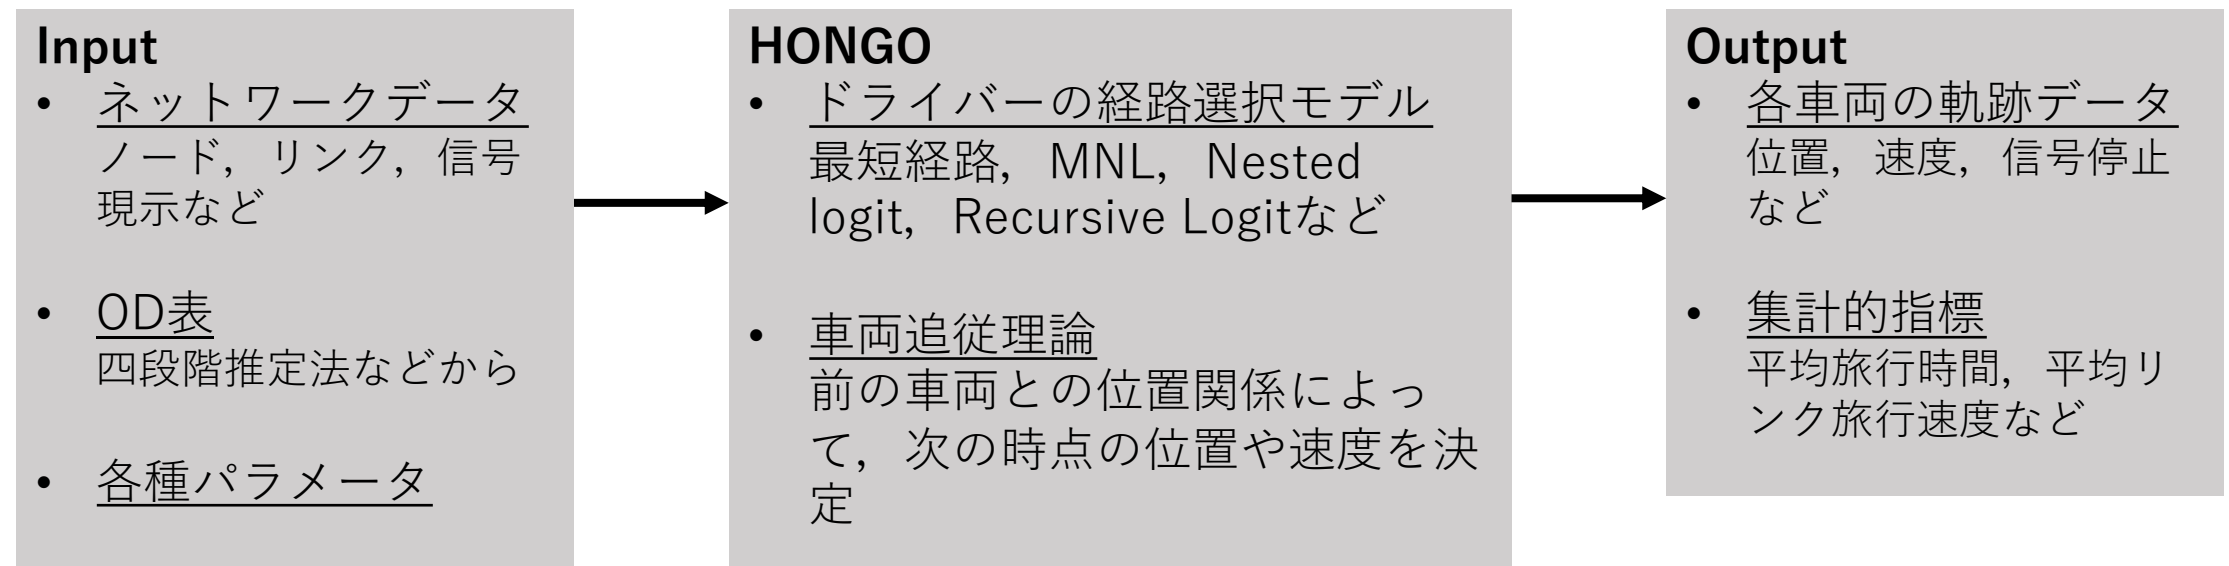 Input
• ネットワークデータ
ノード，リンク，信号
現示など
• OD表
四段階推定法などから
• 各種パラメータ
HONGO
• ドライバーの経路選択モデル
最短経路，MNL，Nested
logit，Recursive Logitなど
• 車両追従理論
前の車両との位置関係によっ
て，次の時点の位置や速度を決
定
Output
• 各車両の軌跡データ
位置，速度，信号停止
など
• 集計的指標
平均旅行時間，平均リ
ンク旅行速度など